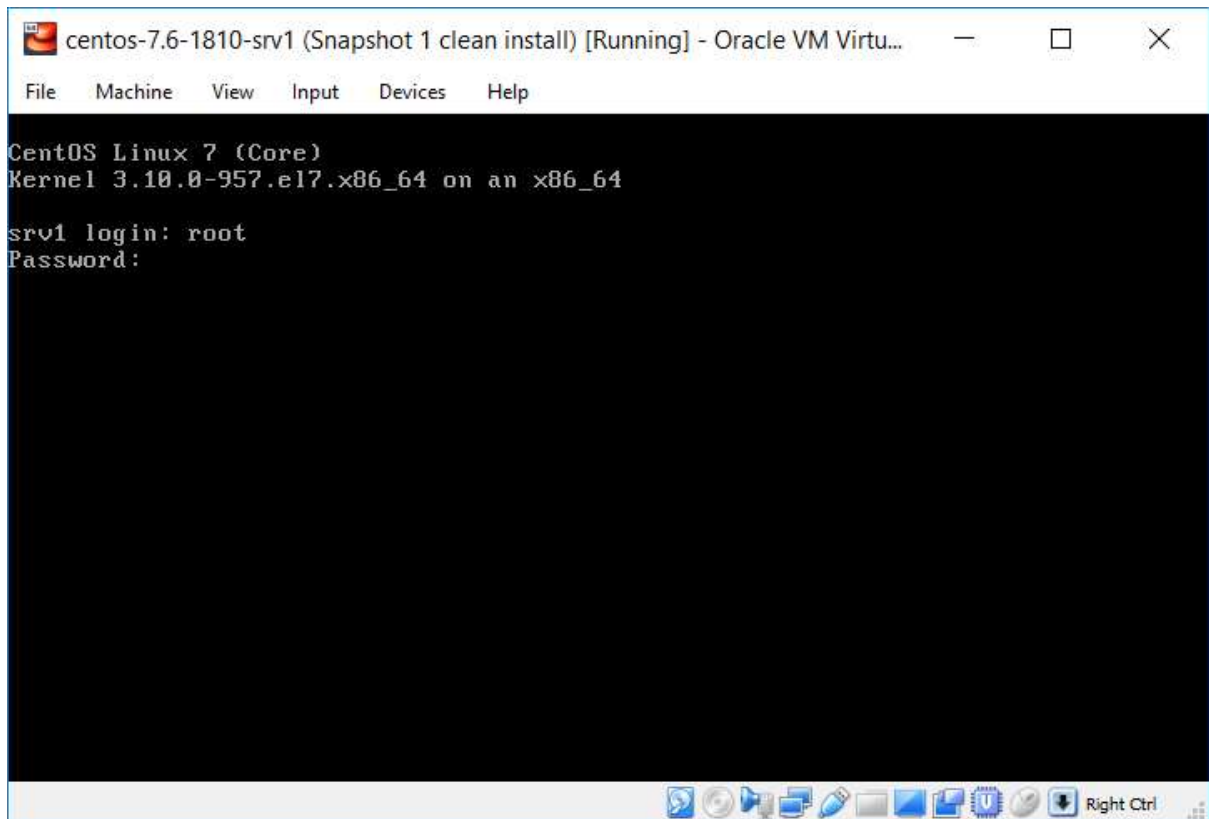 centos-7.6-1810-srv1 (Snapshot 1 clean install) [Running] - Oracle VM Virtu...
File Machine View Input Devices Help
CentOS Linux 7 (Core)
Kernel 3.10.0-957.el7.x86_64 on an x86_64
srv1 login: root
Password:
Right Ctrl